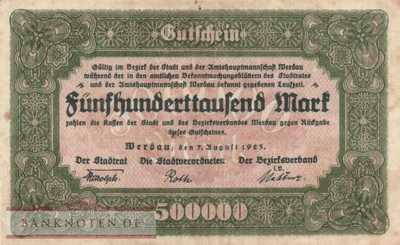 Gutschein
Gültig im Bezirk der Stadt und der Amtshauptmannschaft Werdau
während der in den amtlichen Bekanntmachungsblättern des Stadtrates
und der Amtshauptmannschaft Werdau bekannt gegebenen Laufzeit.
Fünfhunderttausend Mark
zahlen die Kassen der Stadt und des Bezirksverbandes Werdau gegen Rückgabe
dieses Gutscheines.
Werdau, den 7. August 1923.
Der Stadtrat Die Stadtverordneten Der Bezirksverband
i.V.
Roth
500000
BANKNOTEN.DE